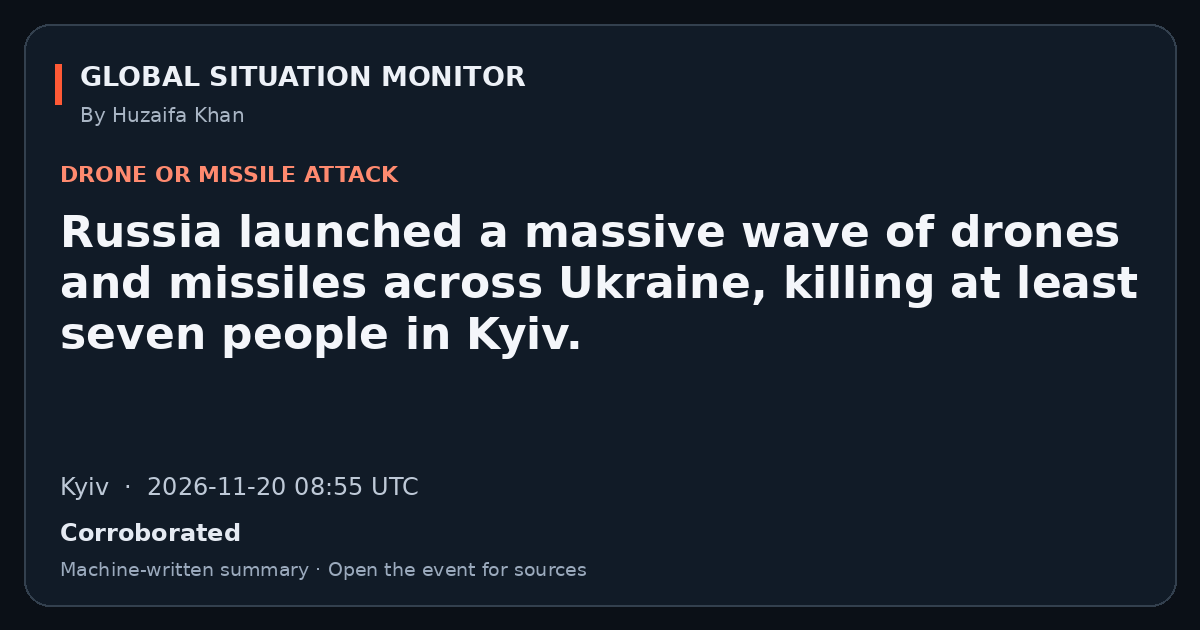 GLOBAL SITUATION MONITOR
By Huzaifa Khan
DRONE OR MISSILE ATTACK
Russia launched a massive wave of drones
and missiles across Ukraine, killing at least
seven people in Kyiv.
Kyiv · 2026-11-20 08:55 UTC
Corroborated
Machine-written summary · Open the event for sources